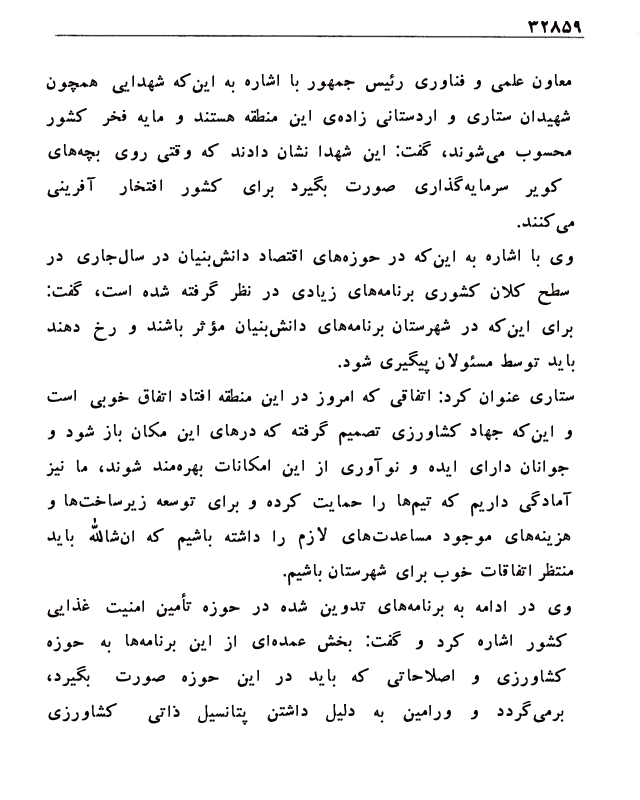 ۳۲۸۵۹
معاون علمی و فناوری رئیس جمهور با اشاره به این‌که شهدایی همچون
شهیدان ستاری و اردستانی زاده‌ی این منطقه هستند و مایه فخر کشور
محسوب می‌شوند، گفت: این شهدا نشان دادند که وقتی روی بچه‌های
کویر سرمایه‌گذاری صورت بگیرد برای کشور افتخار آفرینی
می‌کنند.
وی با اشاره به این‌که در حوزه‌های اقتصاد دانش‌بنیان در سال‌جاری در
سطح کلان کشوری برنامه‌های زیادی در نظر گرفته شده است، گفت:
برای این‌که در شهرستان برنامه‌های دانش‌بنیان مؤثر باشند و رخ دهند
باید توسط مسئولان پیگیری شود.
ستاری عنوان کرد: اتفاقی که امروز در این منطقه افتاد اتفاق خوبی است
و این‌که جهاد کشاورزی تصمیم گرفته که درهای این مکان باز شود و
جوانان دارای ایده و نوآوری از این امکانات بهره‌مند شوند، ما نیز
آمادگی داریم که تیم‌ها را حمایت کرده و برای توسعه زیرساخت‌ها و
هزینه‌های موجود مساعدت‌های لازم را داشته باشیم که ان‌شالله باید
منتظر اتفاقات خوب برای شهرستان باشیم.
وی در ادامه به برنامه‌های تدوین شده در حوزه تأمین امنیت غذایی
کشور اشاره کرد و گفت: بخش عمده‌ای از این برنامه‌ها به حوزه
کشاورزی و اصلاحاتی که باید در این حوزه صورت بگیرد،
برمی‌گردد و ورامین به دلیل داشتن پتانسیل ذاتی کشاورزی